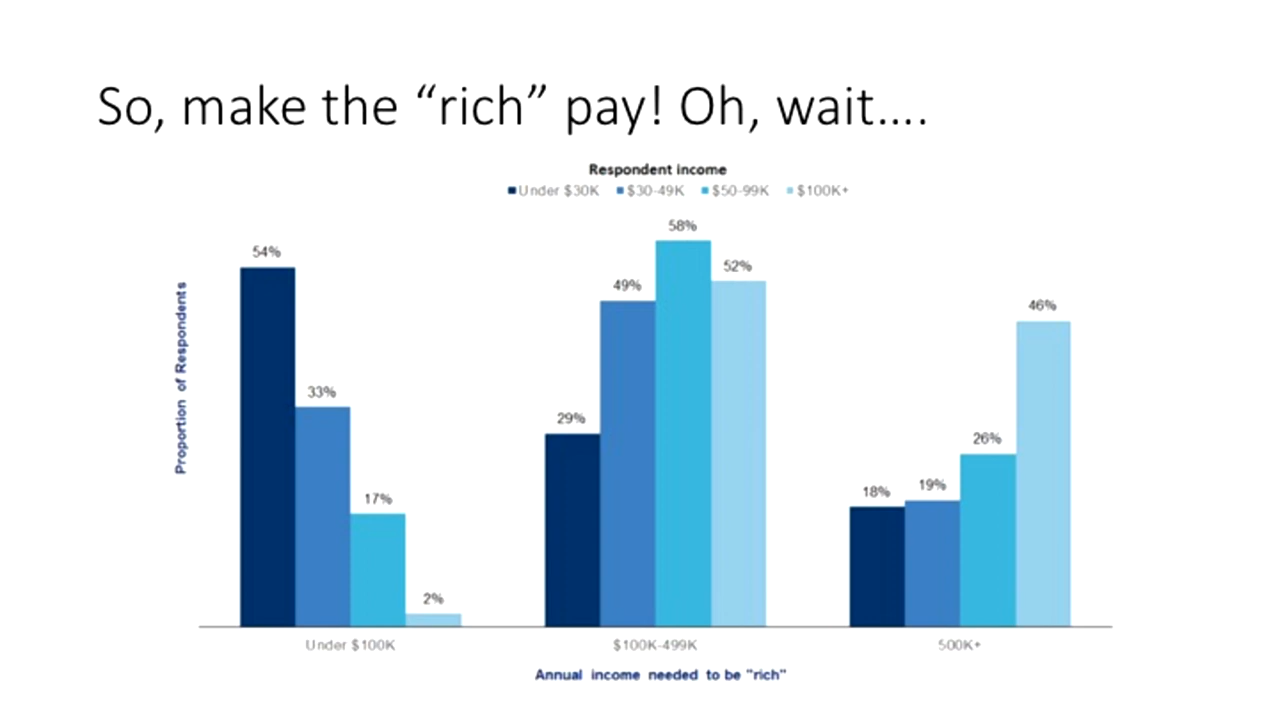 So, make the “rich” pay! Oh, wait….
Respondent income
Under $30K $30-49K $50-99K $100K+
58%
54%
52%
49%
46%
33%
29%
26%
19%
18%
17%
2%
Proportion of Respondents
Under $100K $100K-499K 500K+
Annual income needed to be "rich"